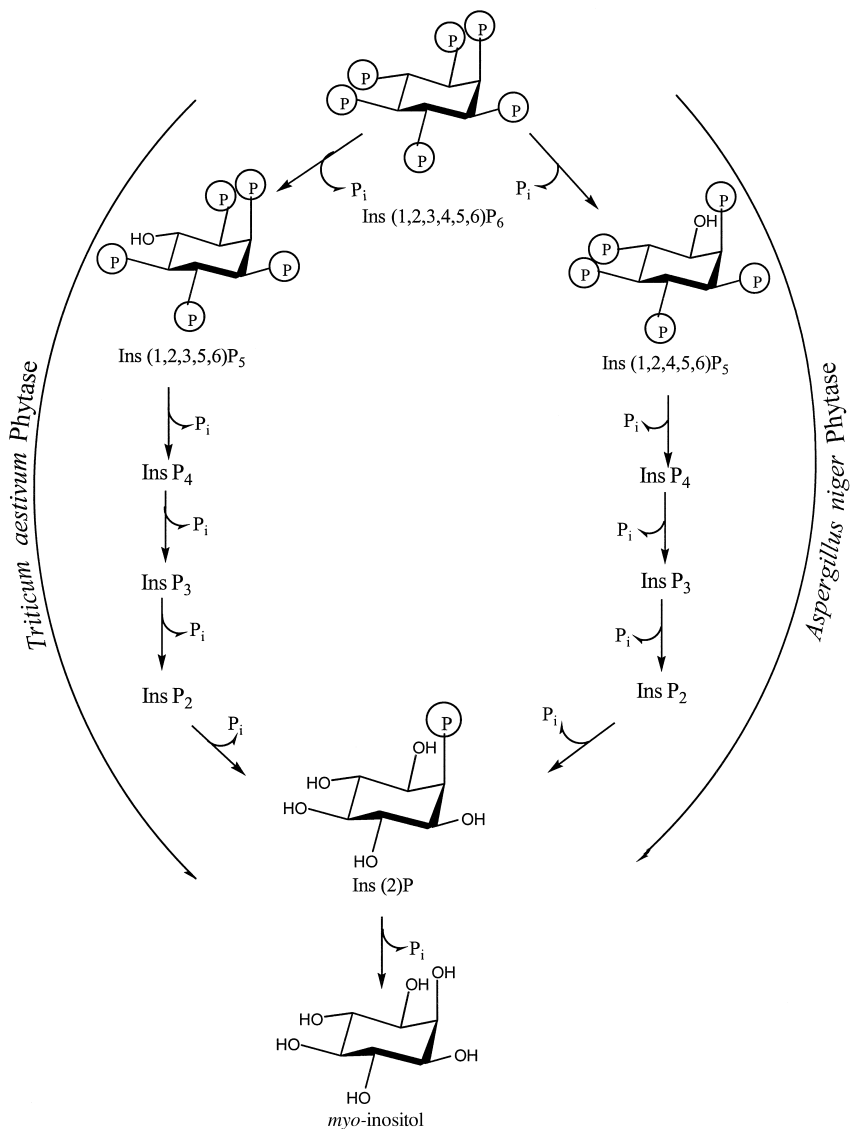 P P
P
P P
P
Pi Pi
Ins (1,2,3,4,5,6)P6
P P
HO
P P
P
Ins (1,2,3,5,6)P5
P
OH
P
P P
P
Ins (1,2,4,5,6)P5
Triticum aestivum Phytase
Aspergillus niger Phytase
Pi Pi
Ins P4 Ins P4
Pi Pi
Ins P3 Ins P3
Pi Pi
Ins P2 Ins P2
Pi Pi
P
OH
HO
HO OH
HO
Ins (2)P
Pi
OH OH
HO
HO OH
HO
myo-inositol